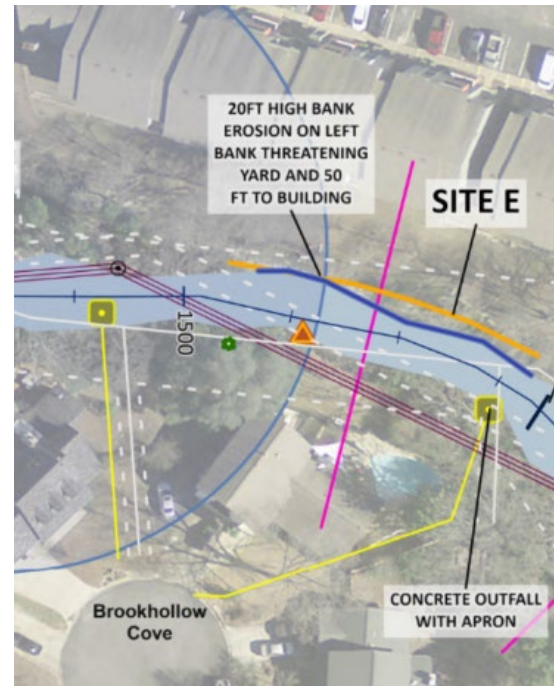 20FT HIGH BANK
EROSION ON LEFT
BANK THREATENING
YARD AND 50
FT TO BUILDING
SITE E
1500
CONCRETE OUTFALL
WITH APRON
Brookhollow
Cove